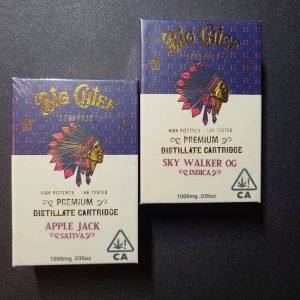 BIG CHIEF
EXTRACTS
HIGH POTENCY - LAB TESTED
PREMIUM
DISTILLATE CARTRIDGE
APPLE JACK
SATIVA
CA
1000mg .035oz
BIG CHIEF
HIGH POTENCY - LAB TESTED
PREMIUM
DISTILLATE CARTRIDGE
SKY WALKER OG
INDICA
CA
1000mg .035oz